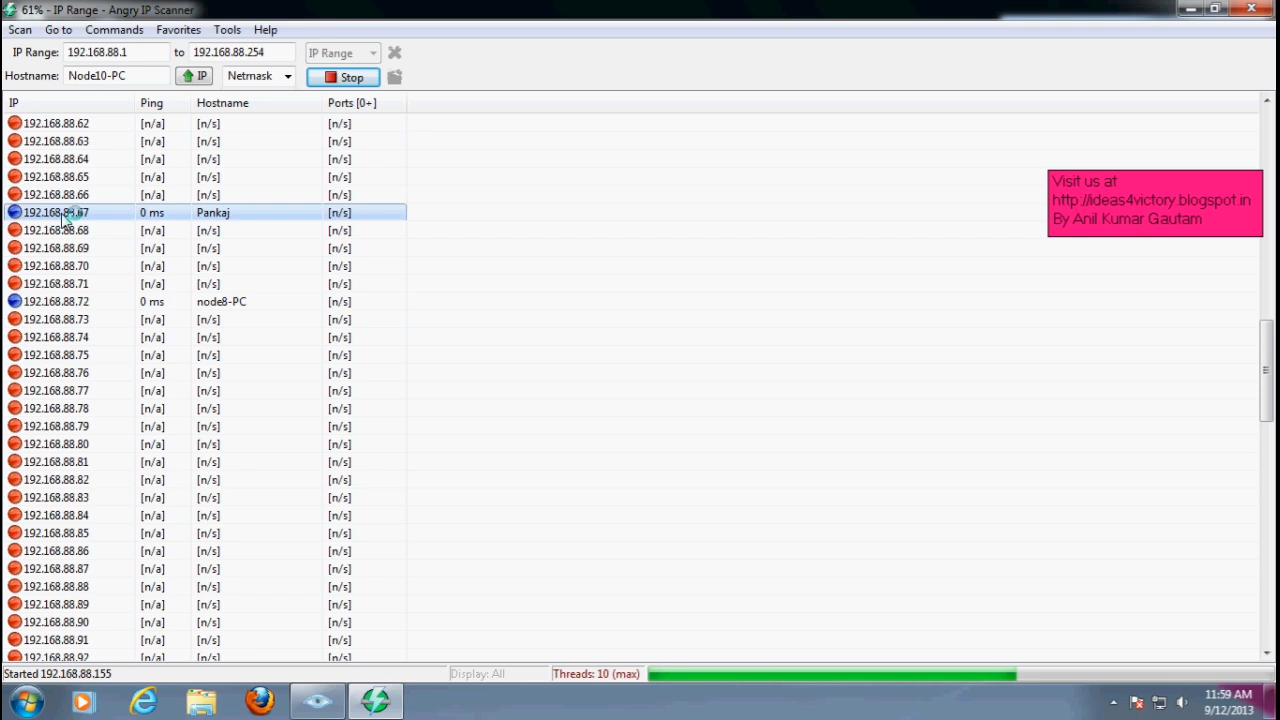 61% - IP Range - Angry IP Scanner
Scan Go to Commands Favorites Tools Help
IP Range: 192.168.88.1 to 192.168.88.254 IP Range
Hostname: Node10-PC IP Netmask Stop
IP Ping Hostname Ports [0+]
192.168.88.62 [n/a] [n/s] [n/s]
192.168.88.63 [n/a] [n/s] [n/s]
192.168.88.64 [n/a] [n/s] [n/s]
192.168.88.65 [n/a] [n/s] [n/s]
192.168.88.66 [n/a] [n/s] [n/s]
192.168.88.67 0 ms Pankaj [n/s]
192.168.88.68 [n/a] [n/s] [n/s]
192.168.88.69 [n/a] [n/s] [n/s]
192.168.88.70 [n/a] [n/s] [n/s]
192.168.88.71 [n/a] [n/s] [n/s]
192.168.88.72 0 ms node8-PC [n/s]
192.168.88.73 [n/a] [n/s] [n/s]
192.168.88.74 [n/a] [n/s] [n/s]
192.168.88.75 [n/a] [n/s] [n/s]
192.168.88.76 [n/a] [n/s] [n/s]
192.168.88.77 [n/a] [n/s] [n/s]
192.168.88.78 [n/a] [n/s] [n/s]
192.168.88.79 [n/a] [n/s] [n/s]
192.168.88.80 [n/a] [n/s] [n/s]
192.168.88.81 [n/a] [n/s] [n/s]
192.168.88.82 [n/a] [n/s] [n/s]
192.168.88.83 [n/a] [n/s] [n/s]
192.168.88.84 [n/a] [n/s] [n/s]
192.168.88.85 [n/a] [n/s] [n/s]
192.168.88.86 [n/a] [n/s] [n/s]
192.168.88.87 [n/a] [n/s] [n/s]
192.168.88.88 [n/a] [n/s] [n/s]
192.168.88.89 [n/a] [n/s] [n/s]
192.168.88.90 [n/a] [n/s] [n/s]
192.168.88.91 [n/a] [n/s] [n/s]
192.168.88.92 [n/a] [n/s] [n/s]
Visit us at
http://ideas4victory.blogspot.in
By Anil Kumar Gautam
Started 192.168.88.155 Display: All Threads: 10 (max)
11:59 AM
9/12/2013